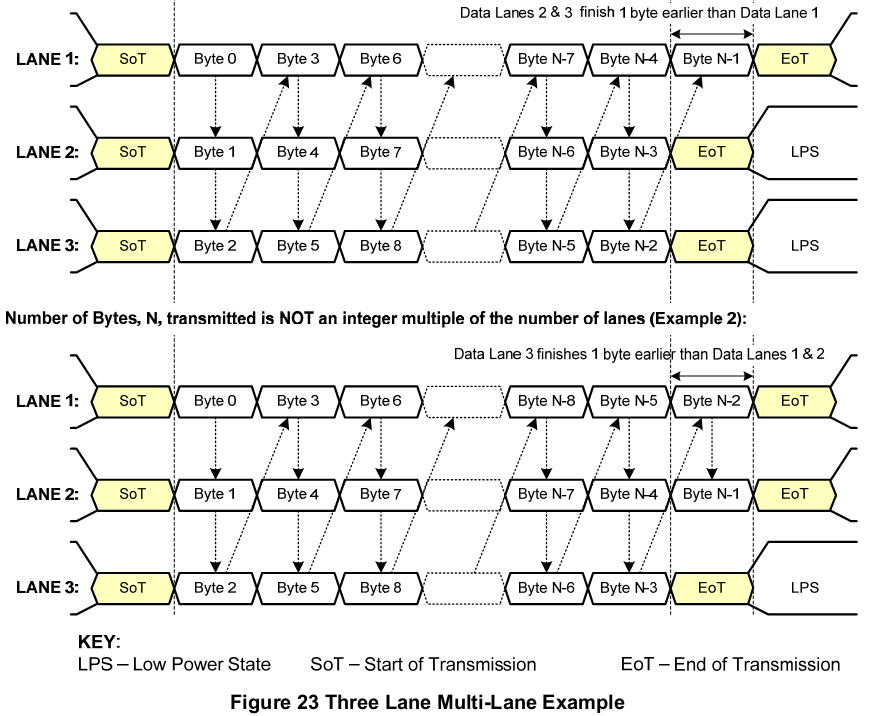 Data Lanes 2 & 3 finish 1 byte earlier than Data Lane 1
LANE 1: SoT Byte 0 Byte 3 Byte 6 Byte N-7 Byte N-4 Byte N-1 EoT
LANE 2: SoT Byte 1 Byte 4 Byte 7 Byte N-6 Byte N-3 EoT LPS
LANE 3: SoT Byte 2 Byte 5 Byte 8 Byte N-5 Byte N-2 EoT LPS
Number of Bytes, N, transmitted is NOT an integer multiple of the number of lanes (Example 2):
Data Lane 3 finishes 1 byte earlier than Data Lanes 1 & 2
LANE 1: SoT Byte 0 Byte 3 Byte 6 Byte N-8 Byte N-5 Byte N-2 EoT
LANE 2: SoT Byte 1 Byte 4 Byte 7 Byte N-7 Byte N-4 Byte N-1 EoT
LANE 3: SoT Byte 2 Byte 5 Byte 8 Byte N-6 Byte N-3 EoT LPS
KEY:
LPS – Low Power State SoT – Start of Transmission EoT – End of Transmission
Figure 23 Three Lane Multi-Lane Example